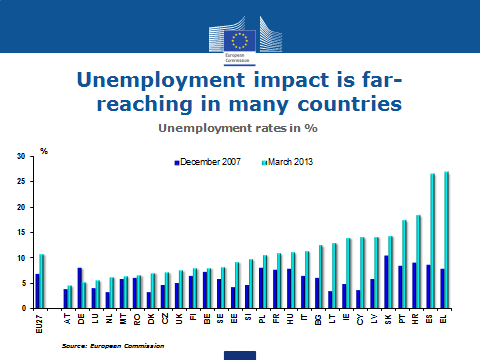 European
Commission
Unemployment impact is far-
reaching in many countries
Unemployment rates in %
%
December 2007
March 2013
30
25
20
15
10
5
0
EU27
AT
DE
LU
NL
MT
RO
DK
CZ
UK
FI
BE
SE
EE
SI
PL
FR
HU
IT
BG
LT
IE
CY
LV
SK
PT
HR
ES
EL
Source: European Commission